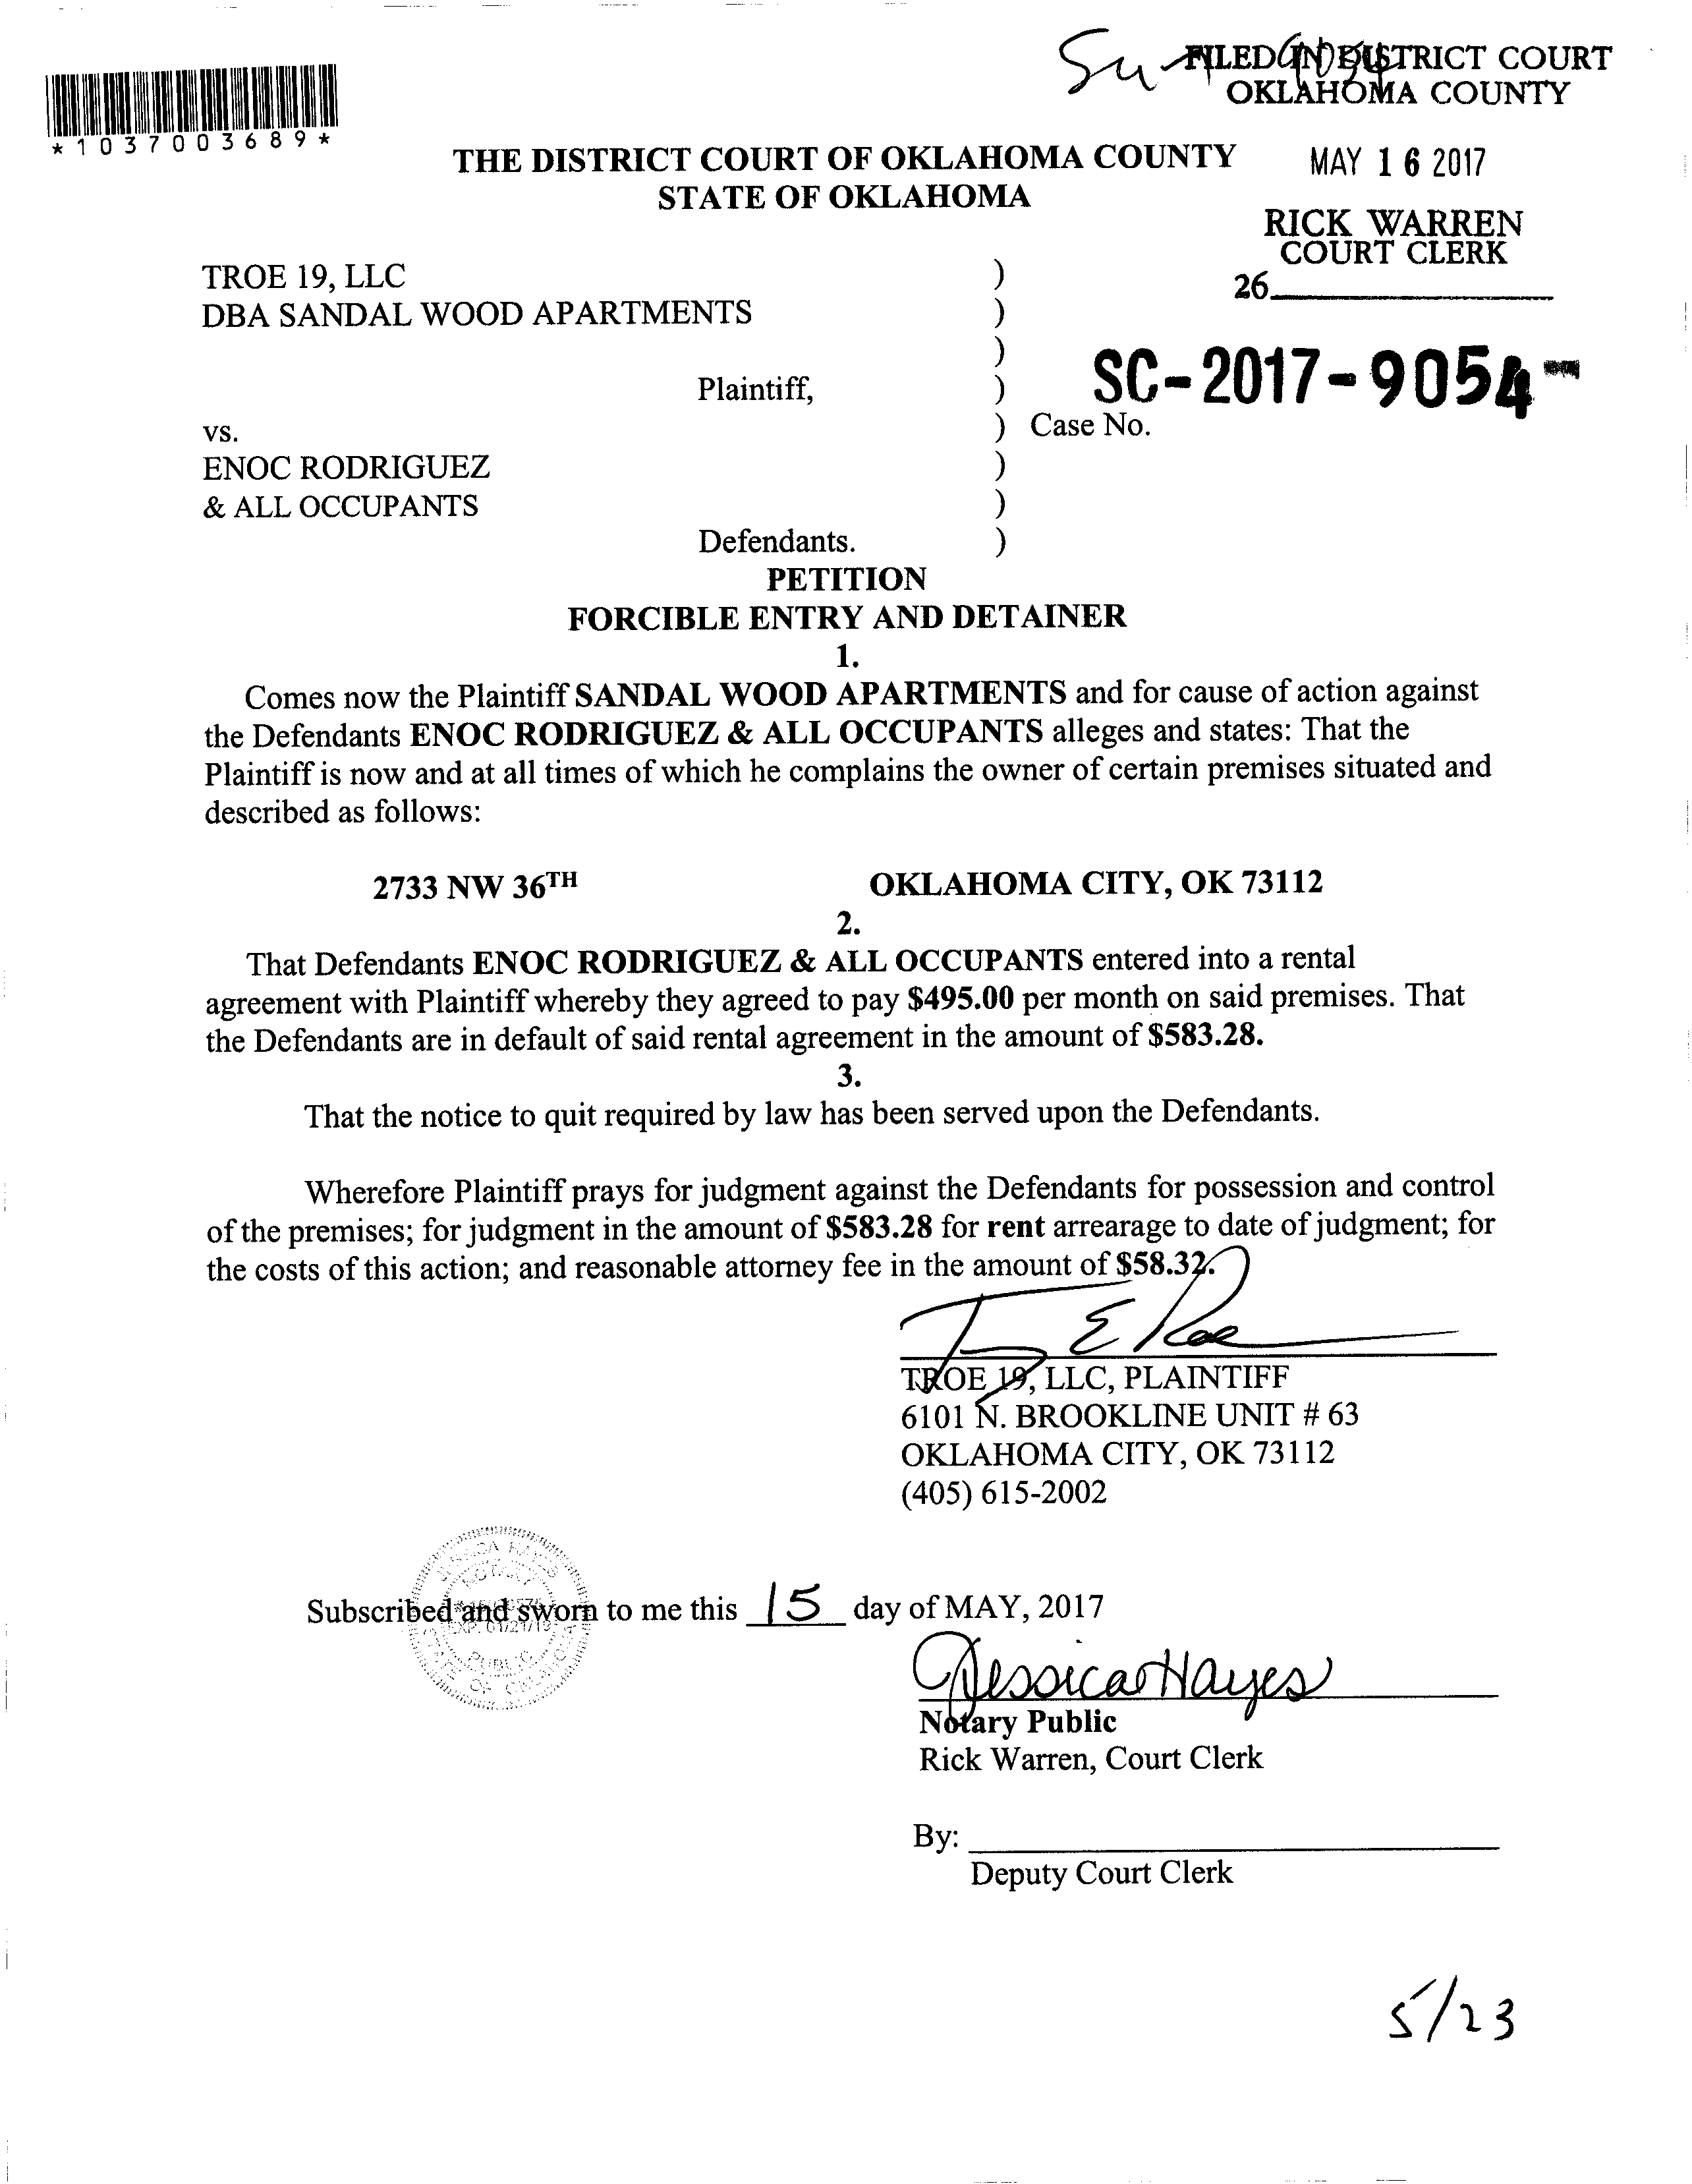 FILED IN DISTRICT COURT
OKLAHOMA COUNTY
*1037003689*
THE DISTRICT COURT OF OKLAHOMA COUNTY
STATE OF OKLAHOMA
MAY 16 2017
RICK WARREN
COURT CLERK
26
TROE 19, LLC )
DBA SANDAL WOOD APARTMENTS )
)
Plaintiff, )
SC-2017-9054
vs. ) Case No.
ENOC RODRIGUEZ )
& ALL OCCUPANTS )
Defendants. )
PETITION
FORCIBLE ENTRY AND DETAINER
1.
Comes now the Plaintiff SANDAL WOOD APARTMENTS and for cause of action against
the Defendants ENOC RODRIGUEZ & ALL OCCUPANTS alleges and states: That the
Plaintiff is now and at all times of which he complains the owner of certain premises situated and
described as follows:
2733 NW 36TH OKLAHOMA CITY, OK 73112
2.
That Defendants ENOC RODRIGUEZ & ALL OCCUPANTS entered into a rental
agreement with Plaintiff whereby they agreed to pay $495.00 per month on said premises. That
the Defendants are in default of said rental agreement in the amount of $583.28.
3.
That the notice to quit required by law has been served upon the Defendants.
Wherefore Plaintiff prays for judgment against the Defendants for possession and control
of the premises; for judgment in the amount of $583.28 for rent arrearage to date of judgment; for
the costs of this action; and reasonable attorney fee in the amount of $58.32.
TROE 19, LLC, PLAINTIFF
6101 N. BROOKLINE UNIT # 63
OKLAHOMA CITY, OK 73112
(405) 615-2002
Subscribed and sworn to me this 15 day of MAY, 2017
Jessica Hayes
Notary Public
Rick Warren, Court Clerk
By:
Deputy Court Clerk
5/23